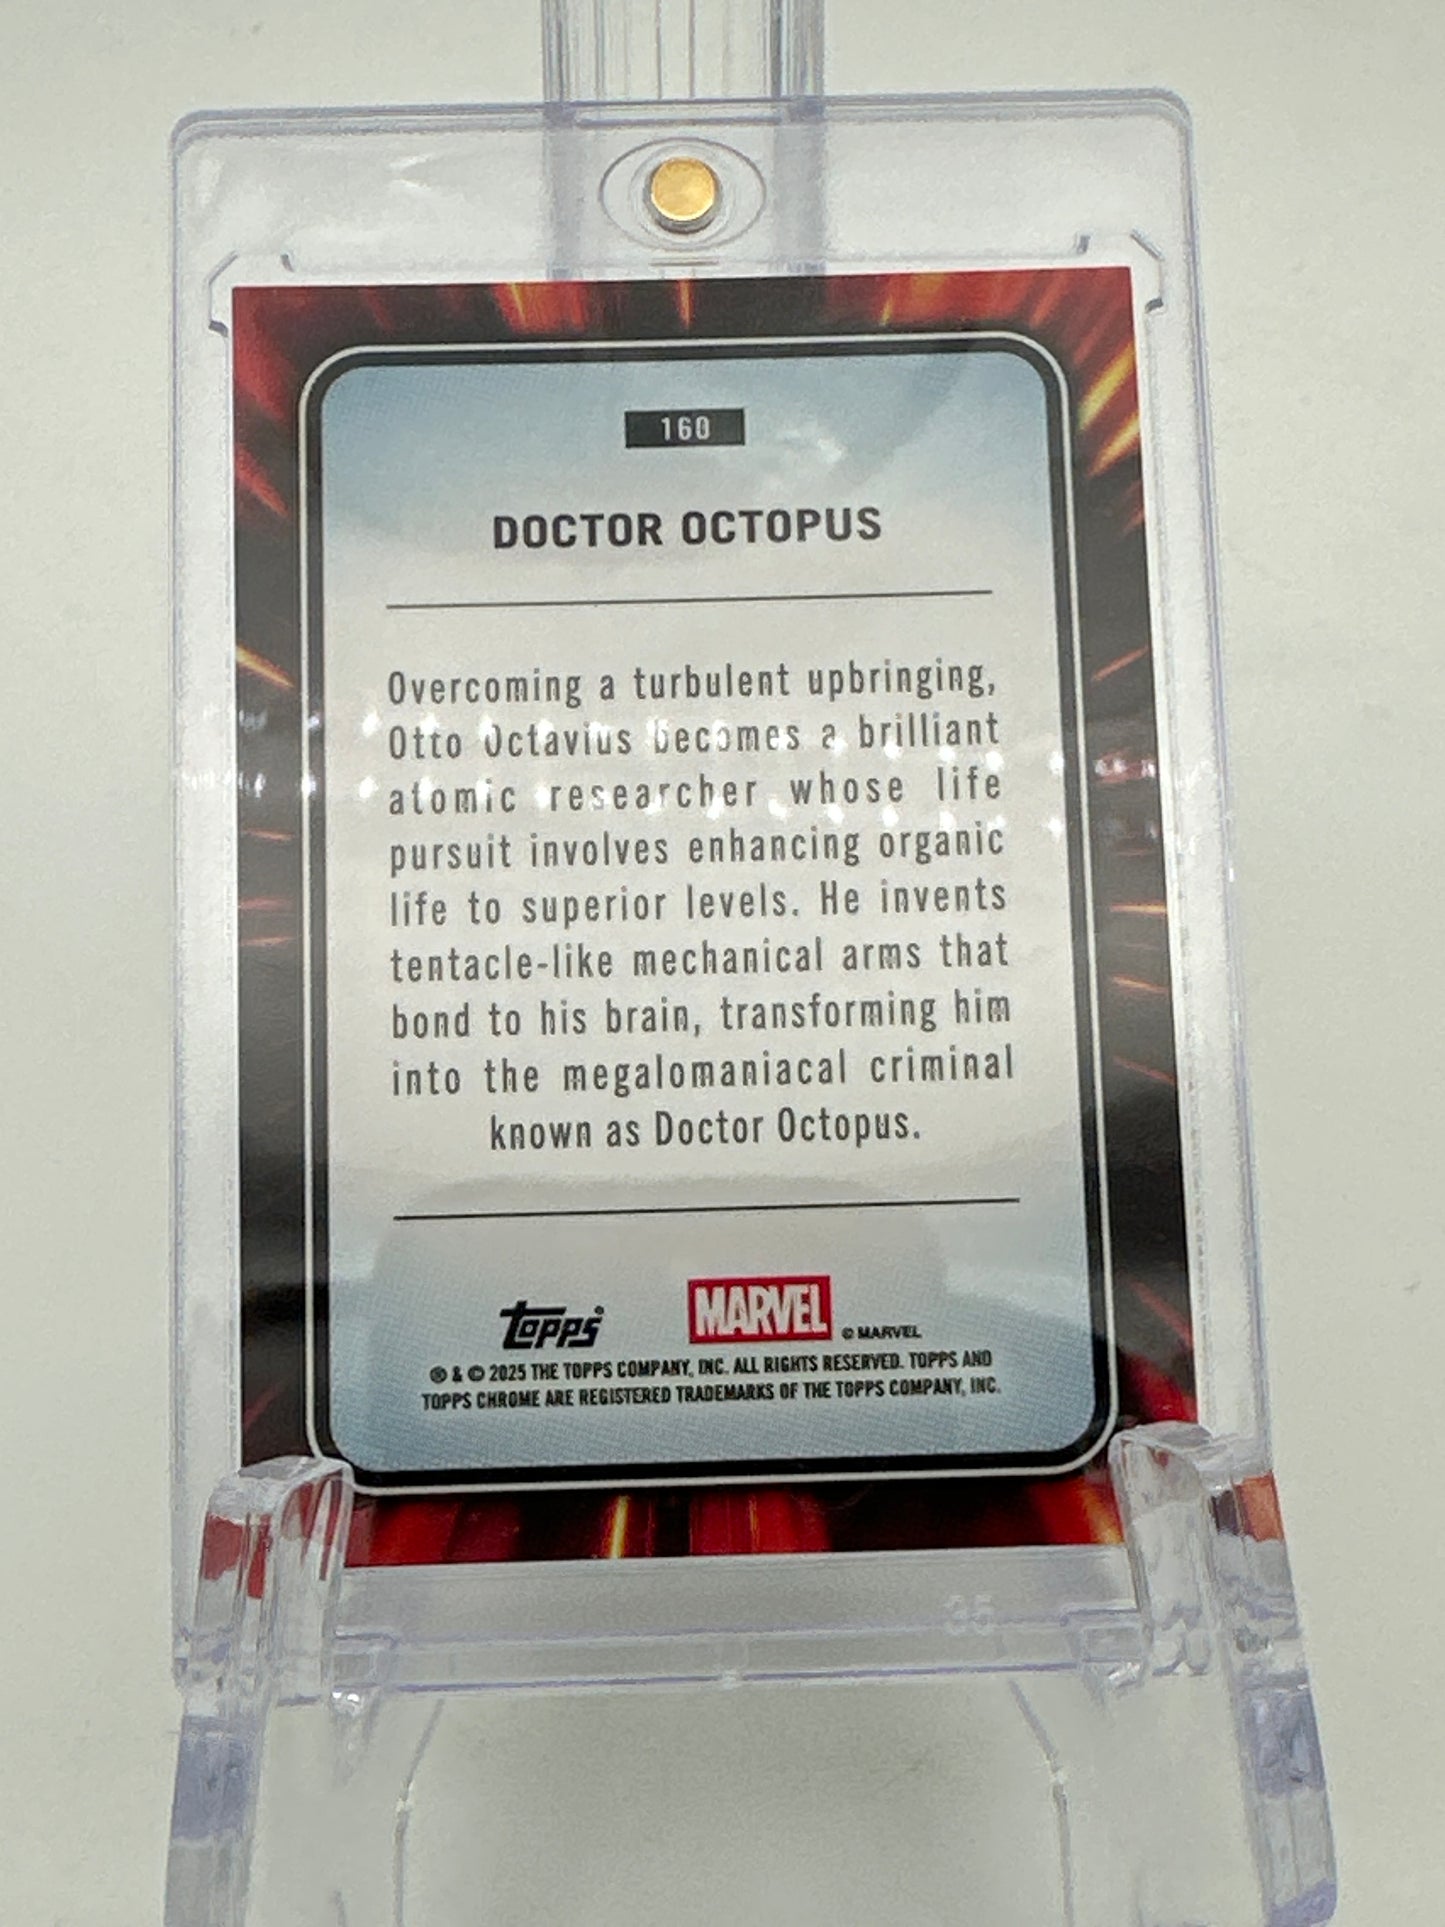 160
DOCTOR OCTOPUS
Overcoming a turbulent upbringing,
Otto Octavius becomes a brilliant
atomic researcher whose life
pursuit involves enhancing organic
life to superior levels. He invents
tentacle-like mechanical arms that
bond to his brain, transforming him
into the megalomaniacal criminal
known as Doctor Octopus.
Topps MARVEL © MARVEL
® & © 2025 THE TOPPS COMPANY, INC. ALL RIGHTS RESERVED. TOPPS AND
TOPPS CHROME ARE REGISTERED TRADEMARKS OF THE TOPPS COMPANY, INC.
35